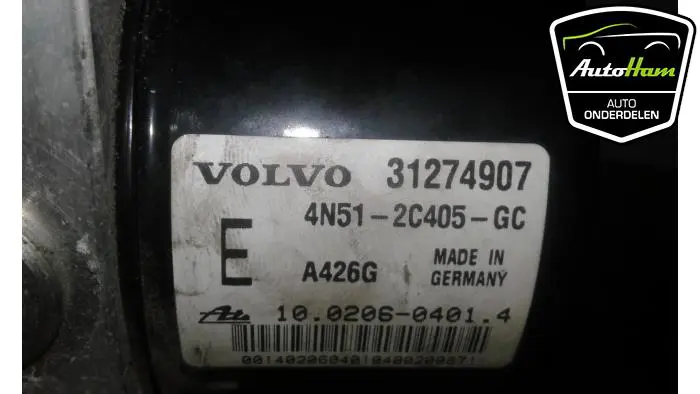 AutoHam
AUTO
ONDERDELEN
VOLVO 31274907
4N51-2C405-GC
E
A426G
MADE IN
GERMANY
Ate 10.0206-0401.4